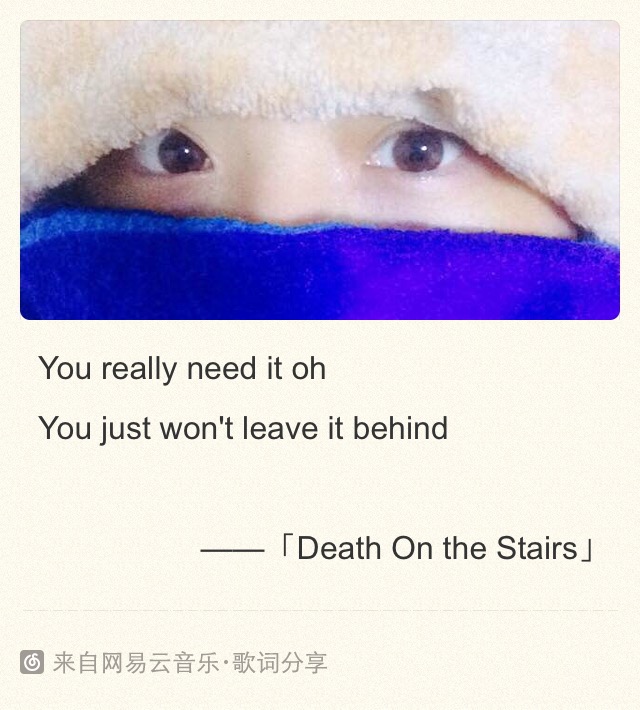 You really need it oh
You just won't leave it behind
——「Death On the Stairs」
来自网易云音乐·歌词分享